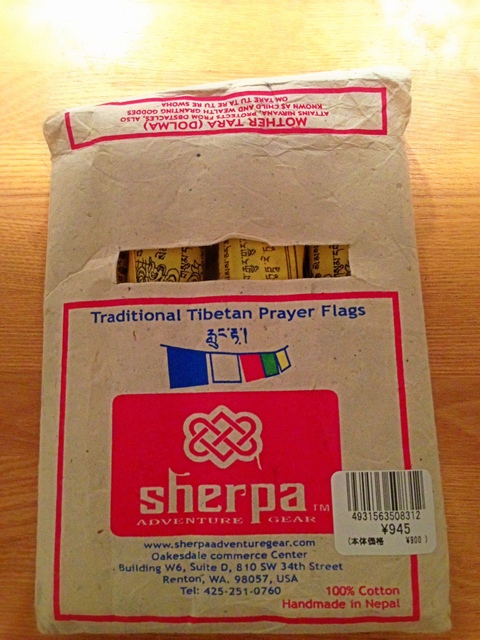 MOTHER TARA (DOLMA)
ATTAINS NIRVANA, PROTECTS FROM OBSTACLES, ALSO
KNOWN AS CHILD AND WEALTH GRANTING GODDES
OM TARE TU TA RE TU RE SWOHA
Traditional Tibetan Prayer Flags
རླུང་རྟ།
sherpa TM
ADVENTURE GEAR
4931563508312
¥945
(本体価格 ¥900)
www.sherpaadventuregear.com
Oakesdale commerce Center
Building W6, Suite D, 810 SW 34th Street
Renton, WA. 98057, USA
Tel: 425-251-0760
100% Cotton
Handmade in Nepal